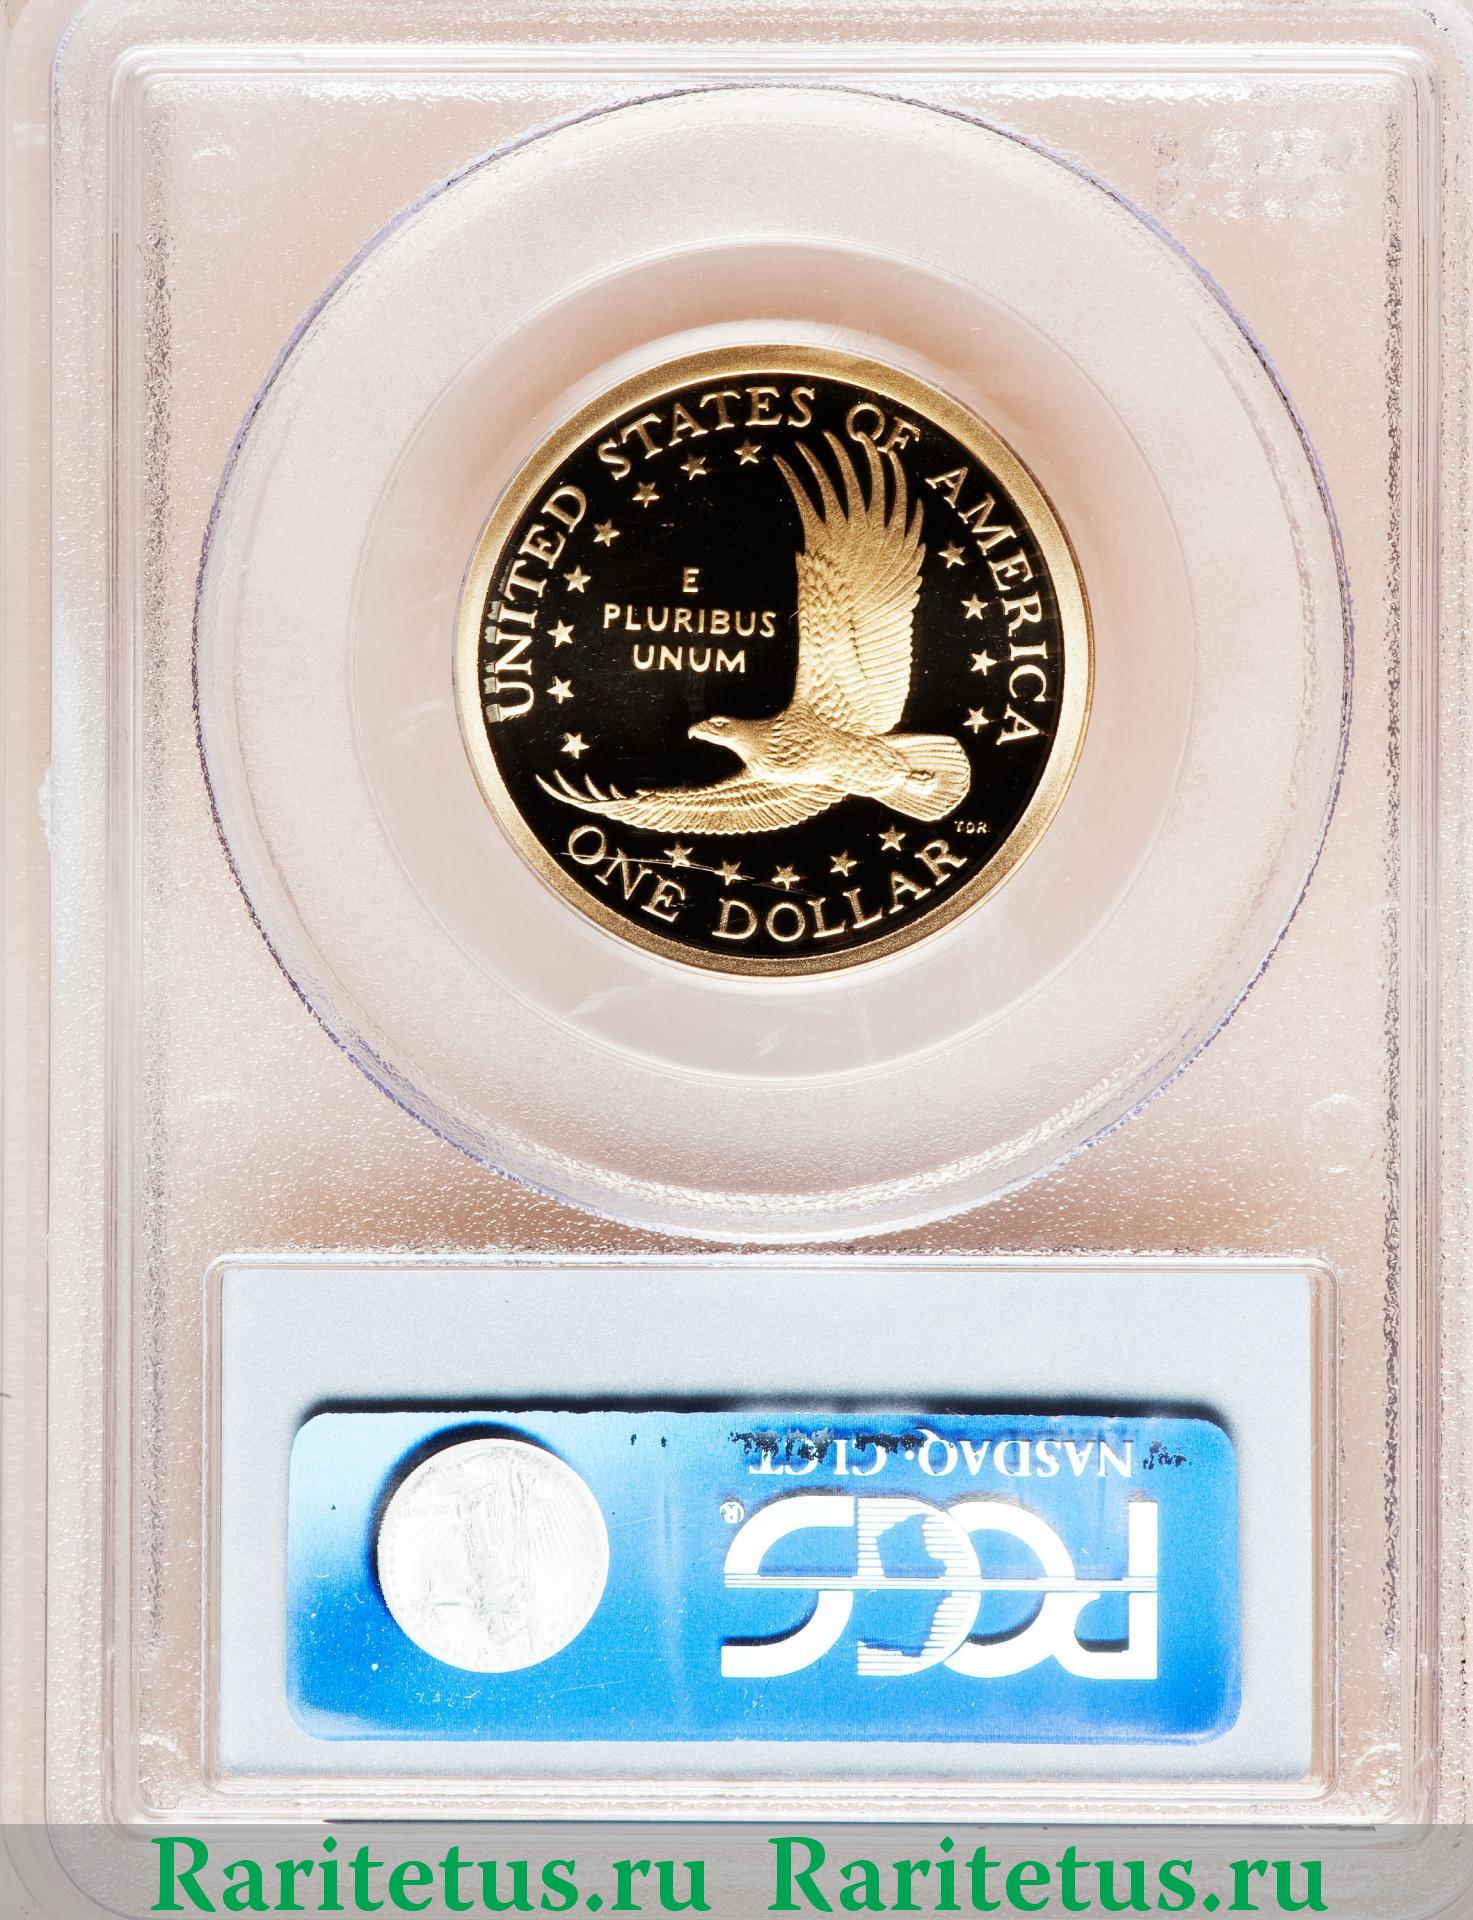 UNITED STATES OF AMERICA
E
PLURIBUS
UNUM
TDR
ONE DOLLAR
NASDAQ: CLCT
PCGS®
Raritetus.ru Raritetus.ru